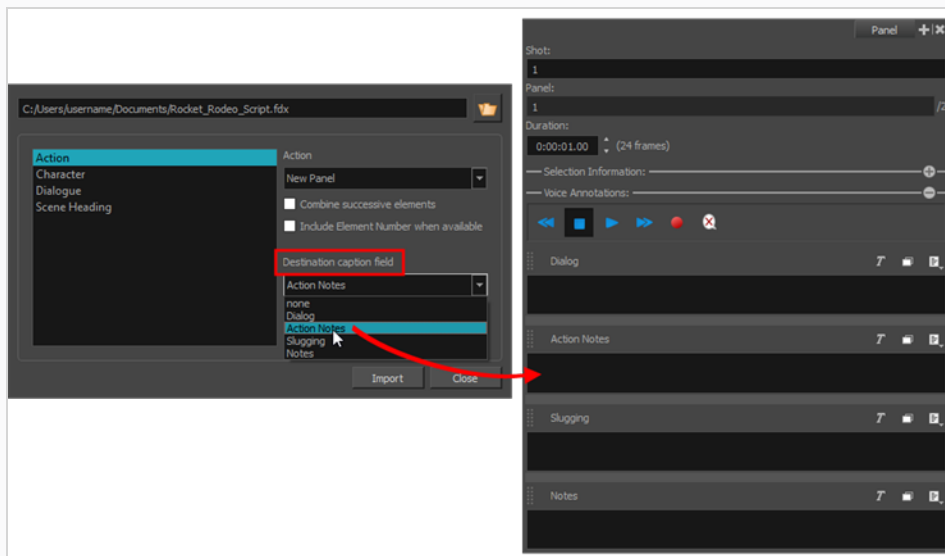 C:/Users/username/Documents/Rocket_Rodeo_Script.fdx
Action
Character
Dialogue
Scene Heading
Action
New Panel
Combine successive elements
Include Element Number when available
Destination caption field
Action Notes
none
Dialog
Action Notes
Slugging
Notes
Import
Close
Panel
Shot:
1
Panel:
1
Duration:
0:00:01.00
(24 frames)
Selection Information:
Voice Annotations:
Dialog
Action Notes
Slugging
Notes